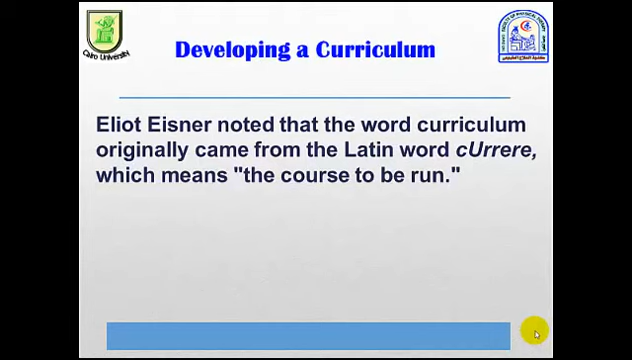 Developing a Curriculum
Cairo University
Eliot Eisner noted that the word curriculum
originally came from the Latin word cUrrere,
which means "the course to be run."